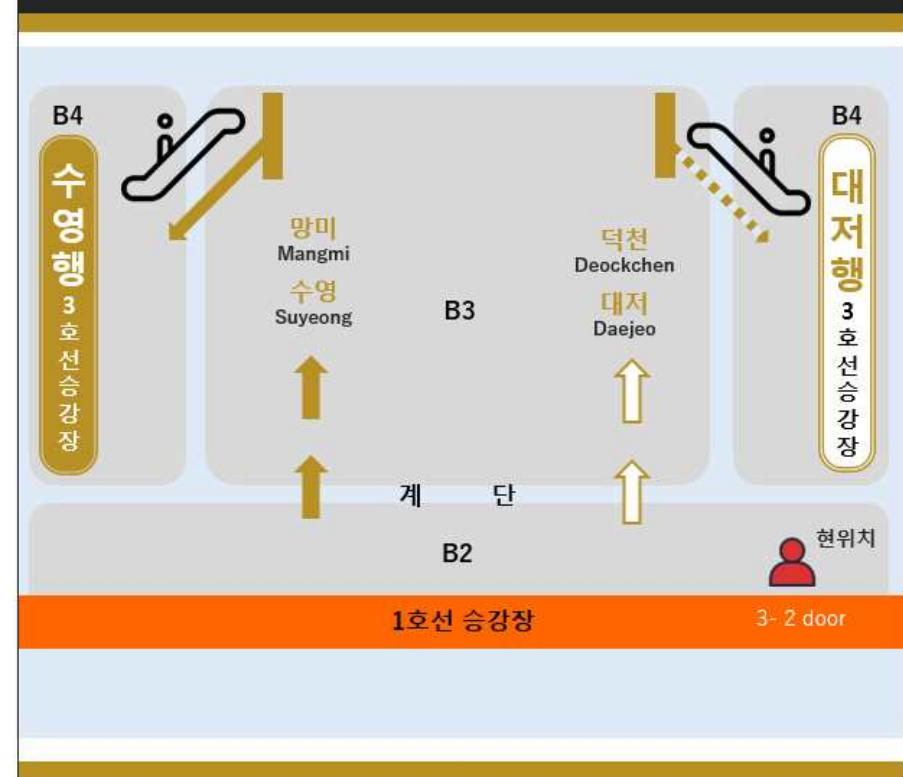 B4
수영행 3호선승강장
망미
Mangmi
수영
Suyeong
B3
덕천
Deockchen
대저
Daejeo
B4
대저행 3호선승강장
계 단
B2
현위치
1호선 승강장
3- 2 door